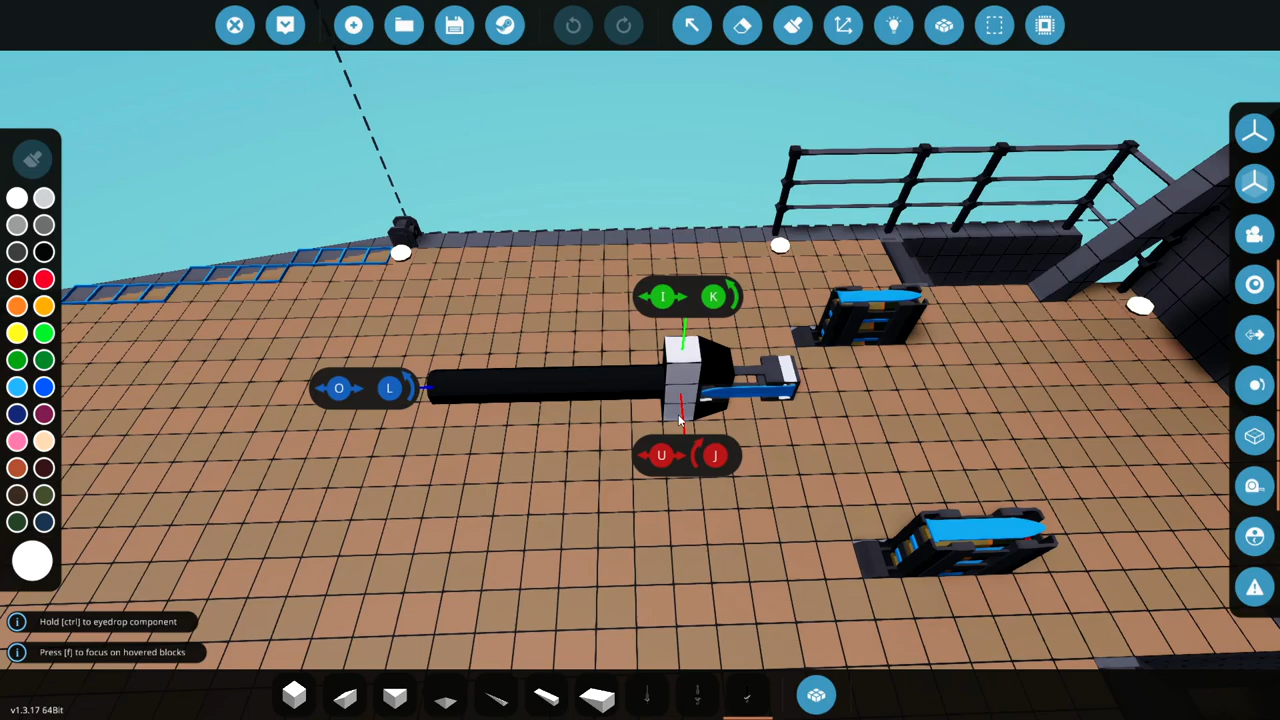 I K
O L
U J
Hold [ctrl] to eyedrop component
Press [f] to focus on hovered blocks
v1.3.17 64Bit